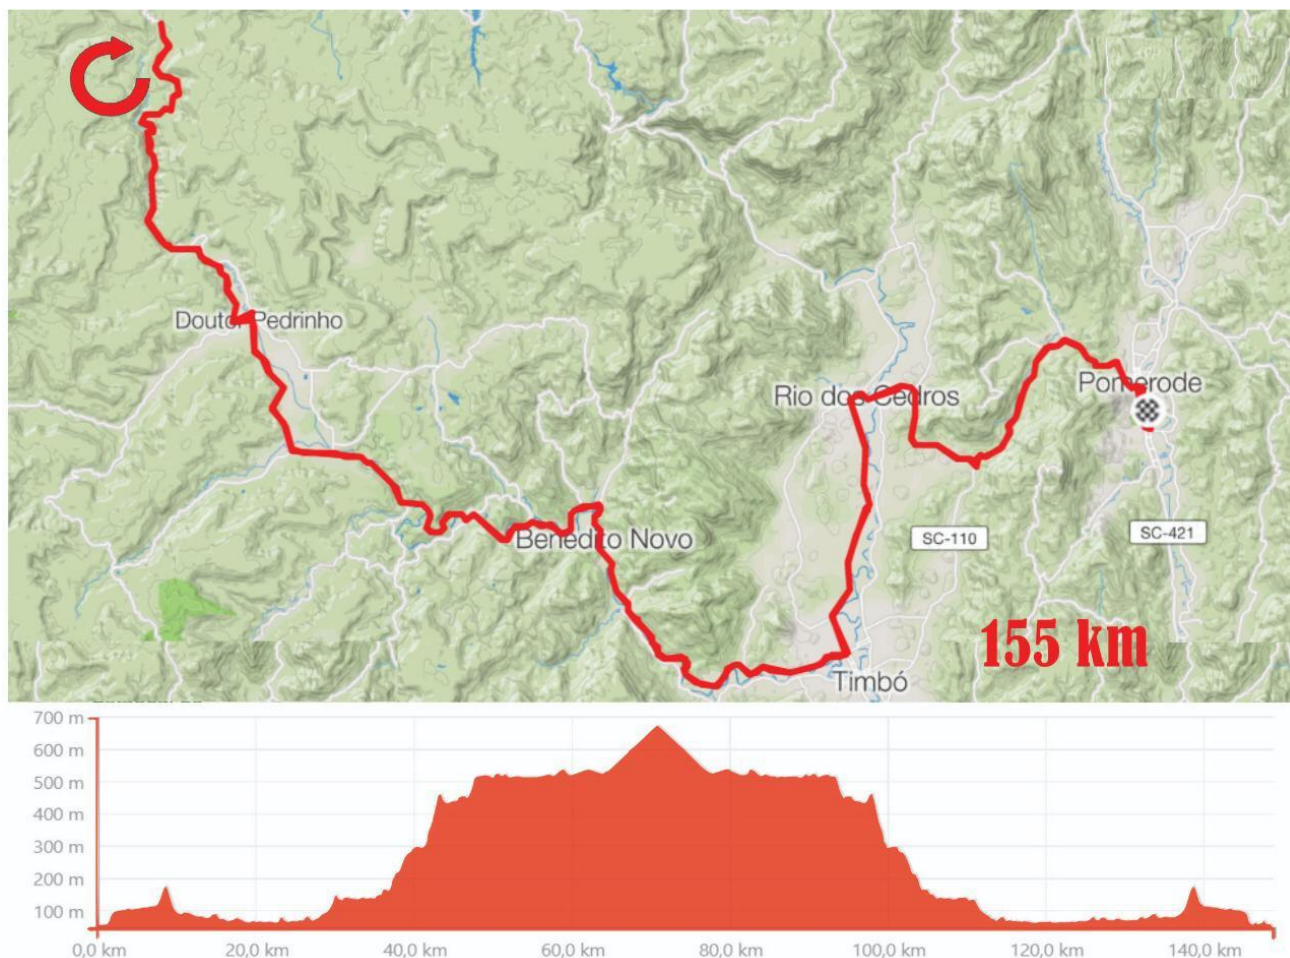 Doutor Pedrinho
Pomerode
Rio dos Cedros
SC-421
SC-110
Benedito Novo
155 km
Timbó
700 m
600 m
500 m
400 m
300 m
200 m
100 m
0,0 km
20,0 km
40,0 km
60,0 km
80,0 km
100,0 km
120,0 km
140,0 km